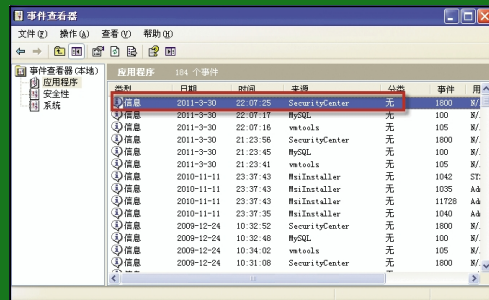 事件查看器
文件(F) 操作(A) 查看(V) 帮助(H)
事件查看器(本地)
应用程序
安全性
系统
应用程序 184 个事件
类型 日期 时间 来源 分类 事件 用
信息 2011-3-30 22:07:25 SecurityCenter 无 1800 N/
信息 2011-3-30 22:07:17 MySQL 无 100 N/
信息 2011-3-30 22:07:16 vmtools 无 105 N/
信息 2011-3-30 21:23:56 SecurityCenter 无 1800 N/
信息 2011-3-30 21:23:45 MySQL 无 100 N/
信息 2011-3-30 21:23:41 vmtools 无 105 N/
信息 2010-11-11 23:37:43 MsiInstaller 无 1042 SY
信息 2010-11-11 23:37:43 MsiInstaller 无 1035 Ad
信息 2010-11-11 23:37:43 MsiInstaller 无 11728 Ad
信息 2010-11-11 23:37:35 MsiInstaller 无 1040 Ad
信息 2009-12-24 10:32:52 SecurityCenter 无 1800 N/
信息 2009-12-24 10:32:48 MySQL 无 100 N/
信息 2009-12-24 10:34:02 vmtools 无 105 N/
信息 2009-12-24 10:31:08 SecurityCenter 无 1800 N/